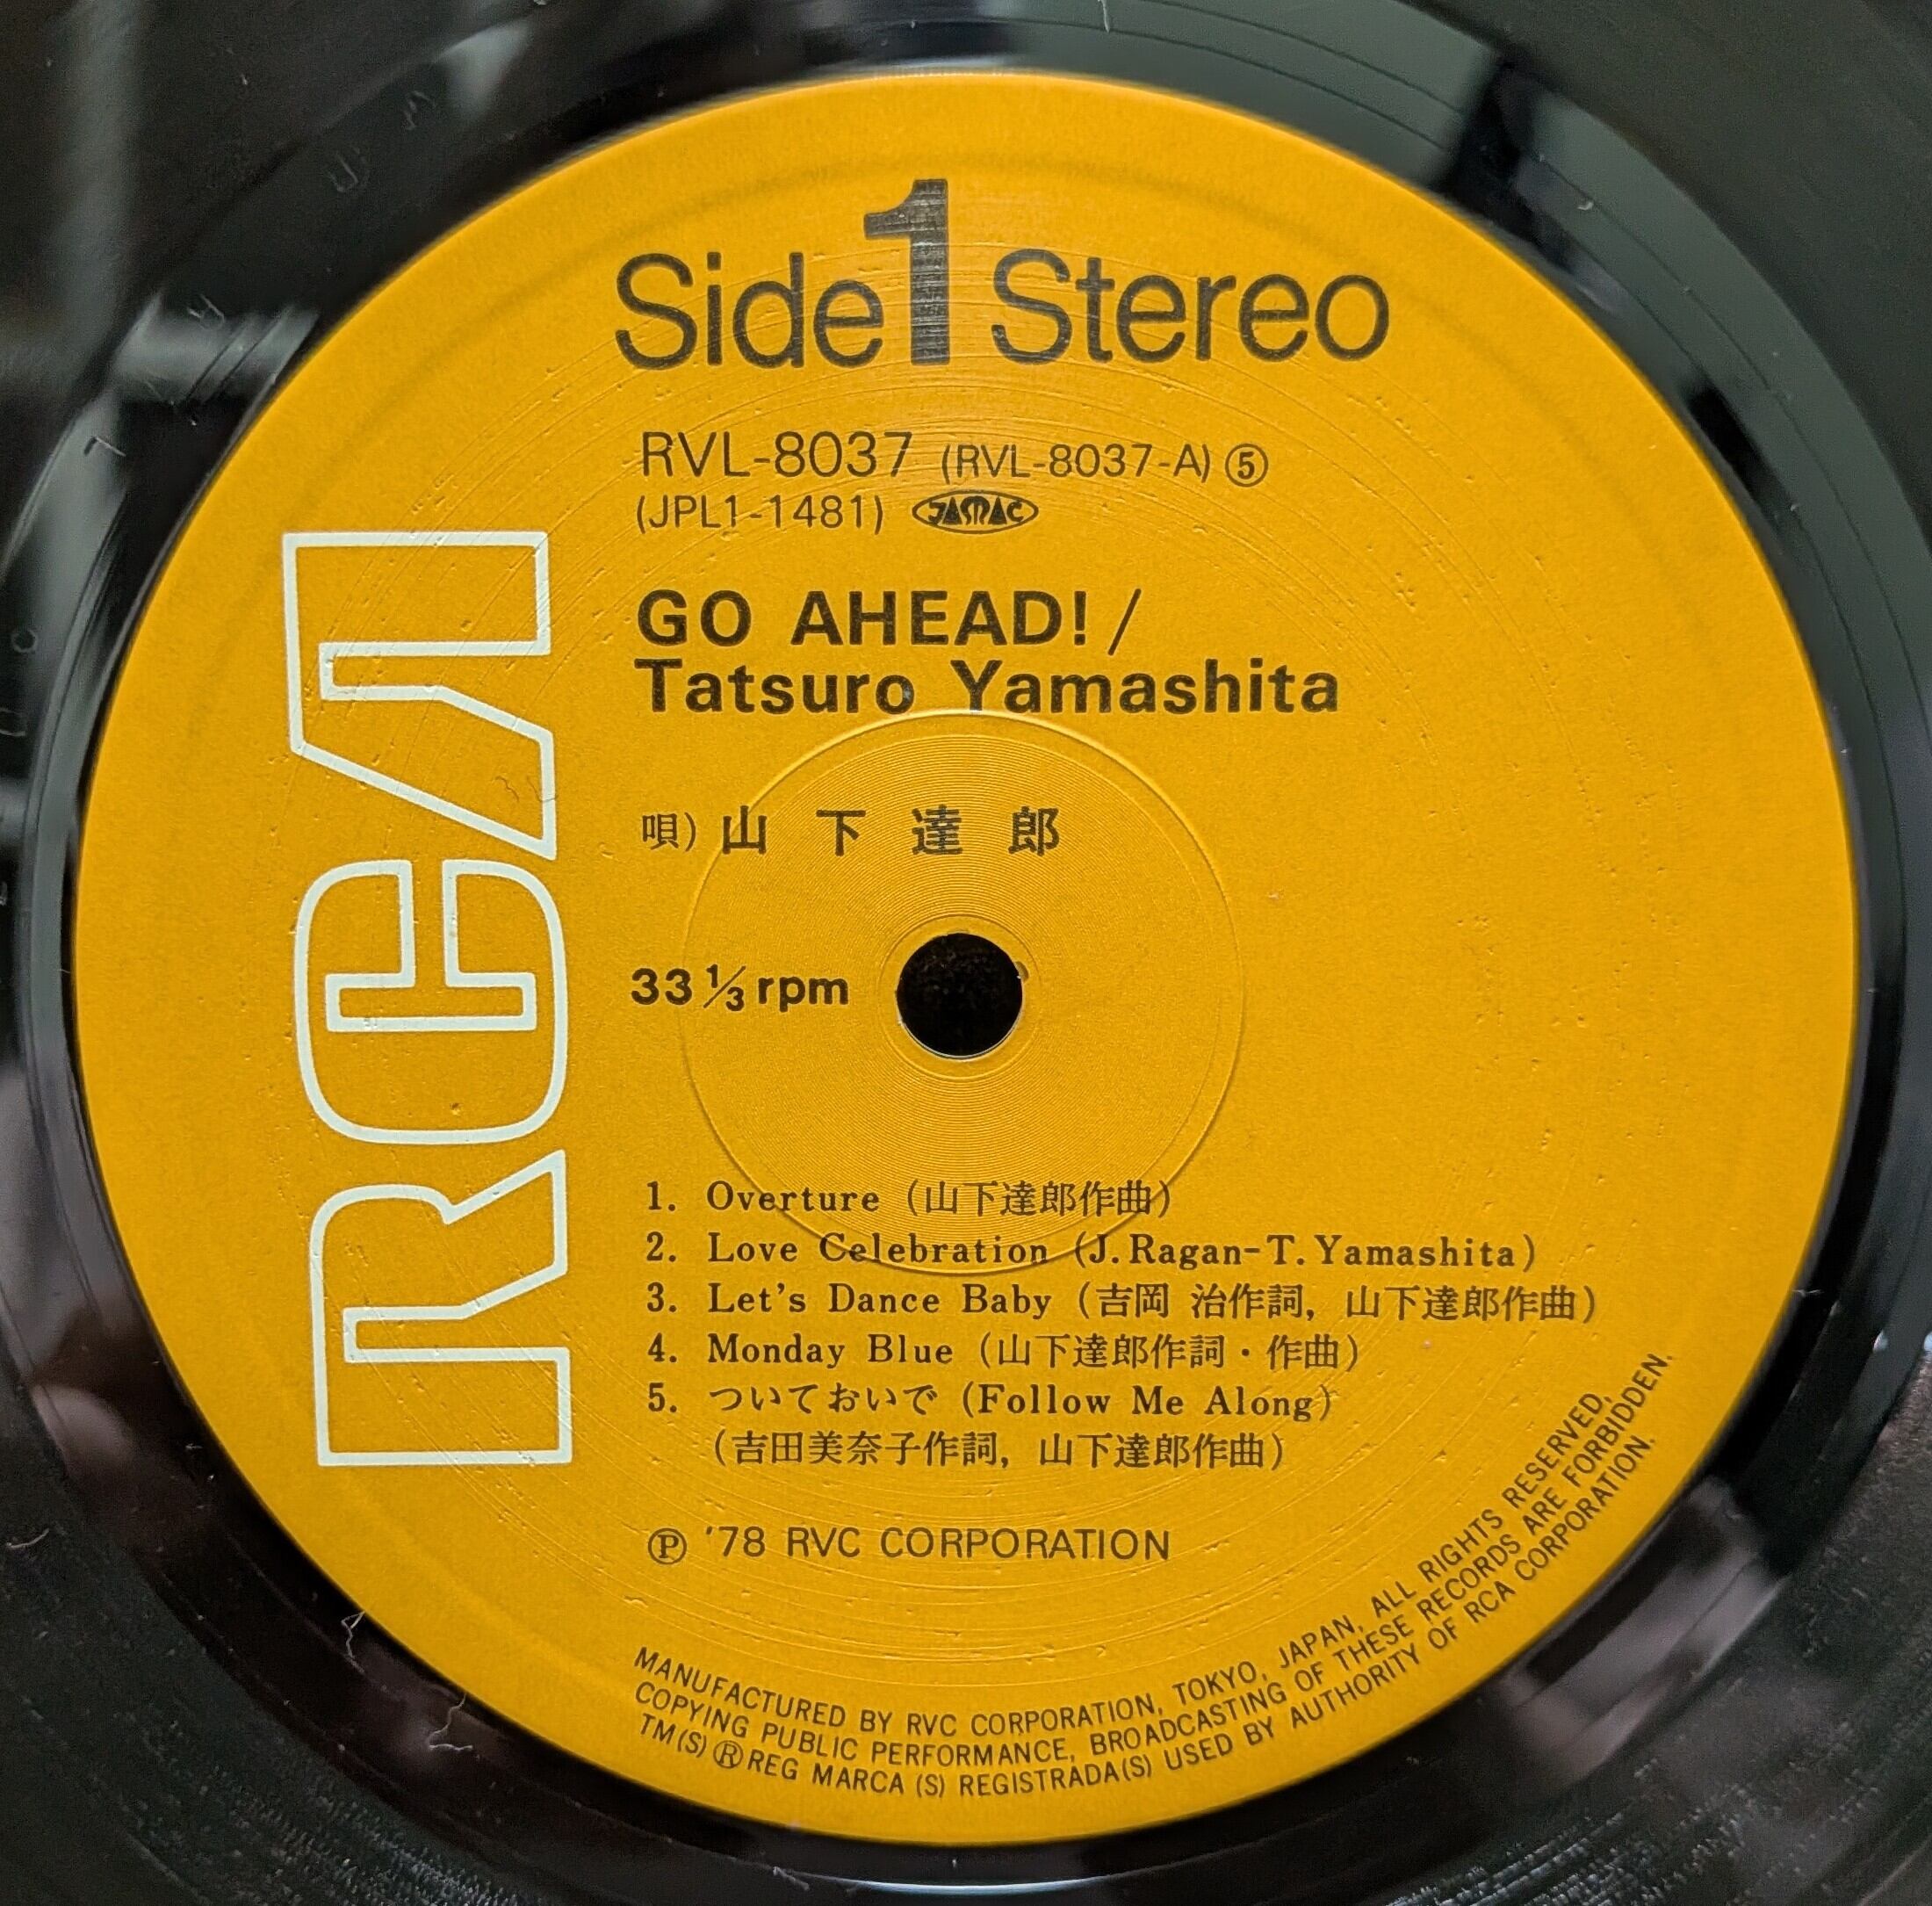 Side 1 Stereo
RVL-8037 (RVL-8037-A) ⑤
(JPL1-1481) JASRAC
GO AHEAD! /
Tatsuro Yamashita
唄) 山下達郎
33 ⅓ rpm
RCA
1. Overture (山下達郎作曲)
2. Love Celebration (J.Ragan-T.Yamashita)
3. Let's Dance Baby (吉岡 治作詞, 山下達郎作曲)
4. Monday Blue (山下達郎作詞・作曲)
5. ついておいで (Follow Me Along)
(吉田美奈子作詞, 山下達郎作曲)
Ⓟ '78 RVC CORPORATION
MANUFACTURED BY RVC CORPORATION, TOKYO, JAPAN, ALL RIGHTS RESERVED,
COPYING PUBLIC PERFORMANCE, BROADCASTING OF THESE RECORDS ARE FORBIDDEN.
TM(S) ® REG MARCA (S) REGISTRADA(S) USED BY AUTHORITY OF RCA CORPORATION.